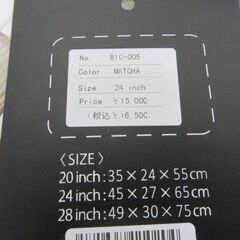 No. BIC-005
Color MATCHA
Size 24 inch
Price ¥15,000
(税込 ¥16,500)
〈SIZE〉
20 inch : 35 × 24 × 55cm
24 inch : 45 × 27 × 65cm
28 inch : 49 × 30 × 75cm